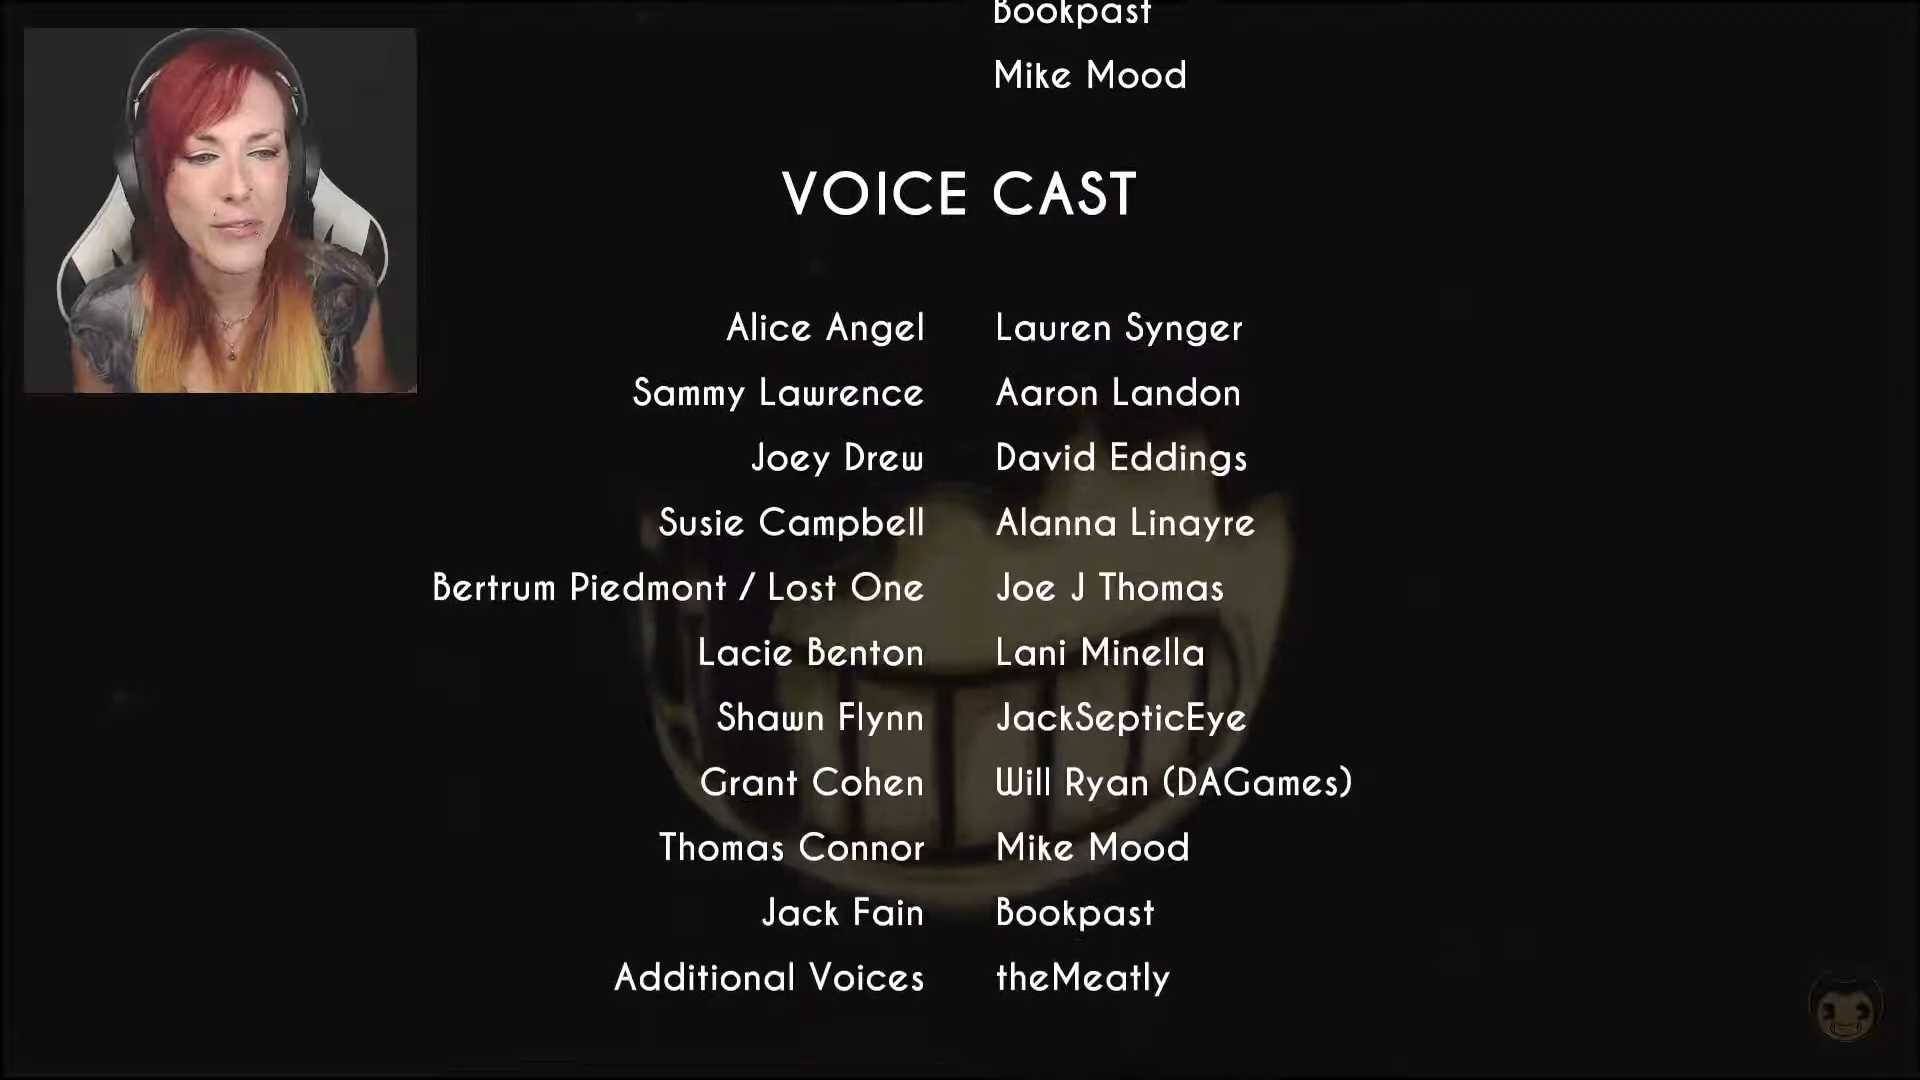 Bookpast
Mike Mood
VOICE CAST
Alice Angel Lauren Synger
Sammy Lawrence Aaron Landon
Joey Drew David Eddings
Susie Campbell Alanna Linayre
Bertrum Piedmont / Lost One Joe J Thomas
Lacie Benton Lani Minella
Shawn Flynn JackSepticEye
Grant Cohen Will Ryan (DAGames)
Thomas Connor Mike Mood
Jack Fain Bookpast
Additional Voices theMeatly